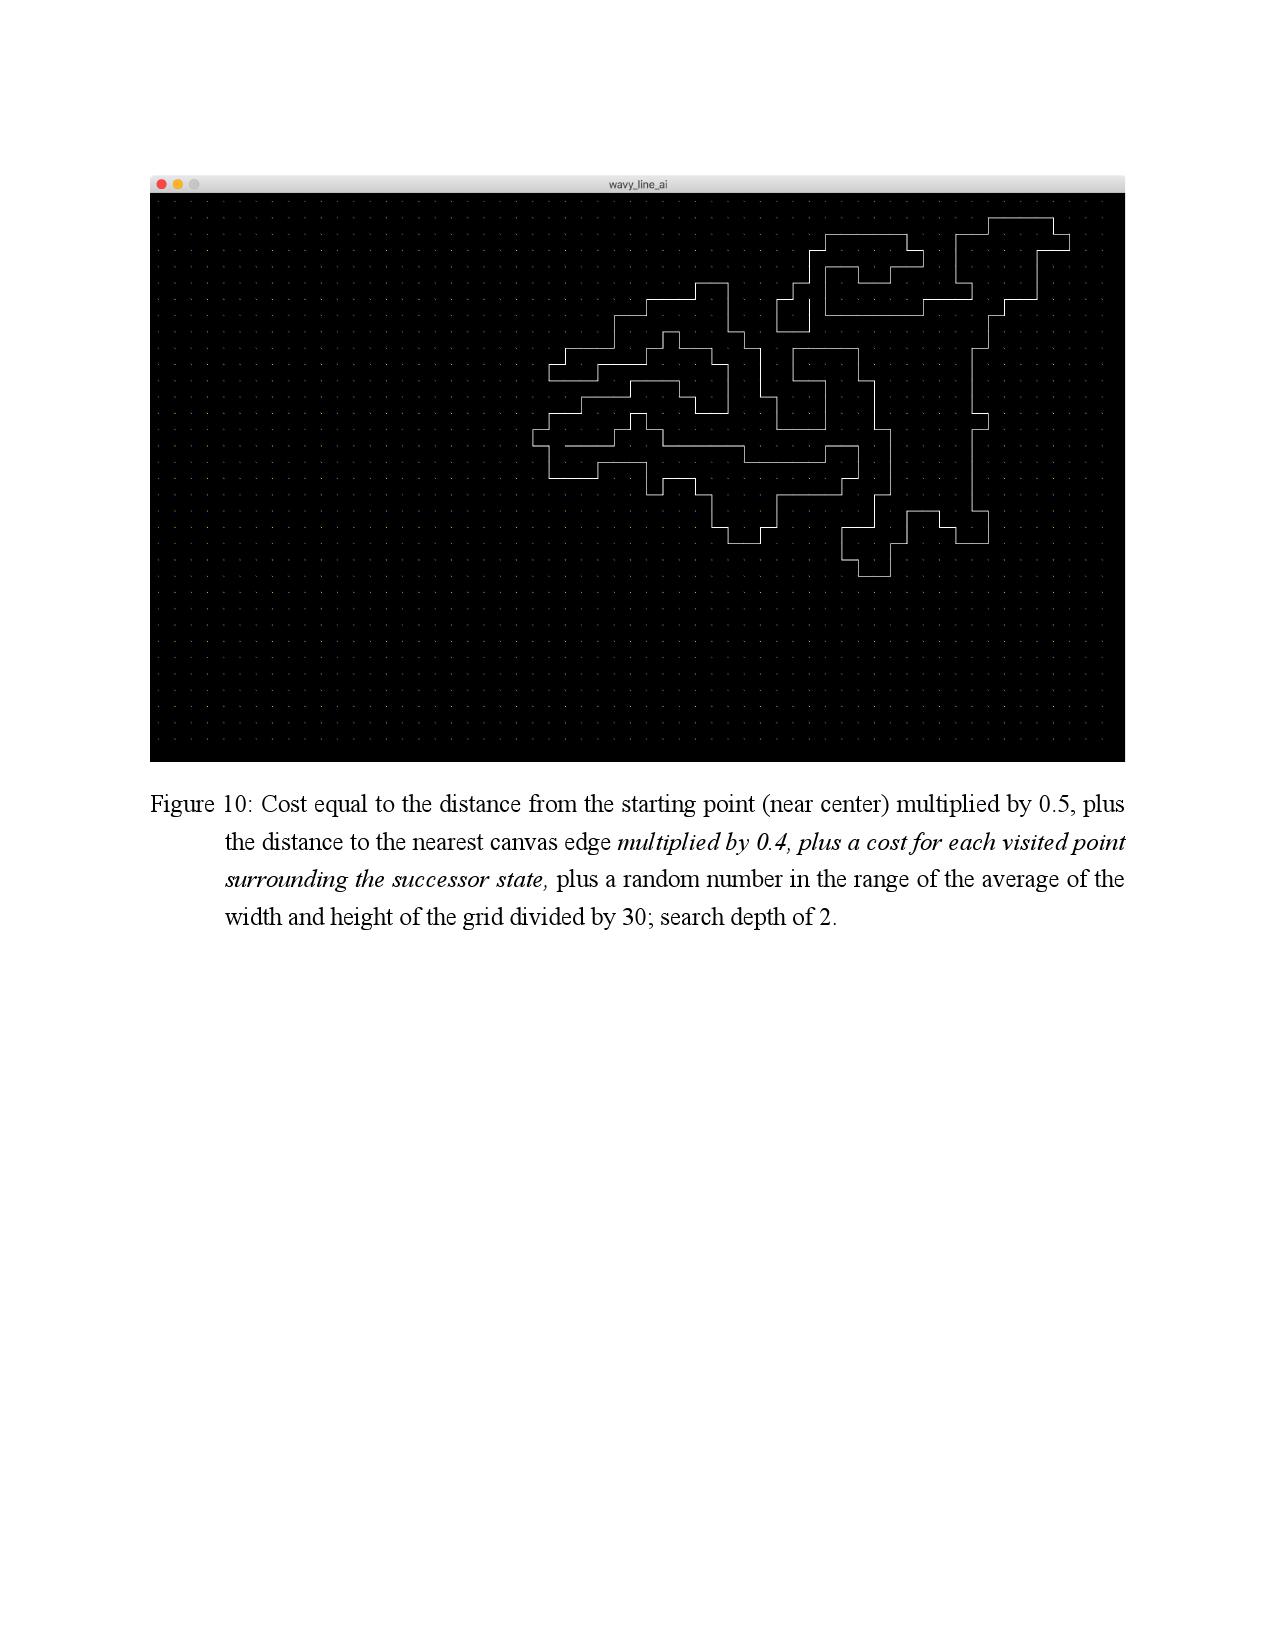 wavy_line_ai
Figure 10: Cost equal to the distance from the starting point (near center) multiplied by 0.5, plus
the distance to the nearest canvas edge multiplied by 0.4, plus a cost for each visited point
surrounding the successor state, plus a random number in the range of the average of the
width and height of the grid divided by 30; search depth of 2.